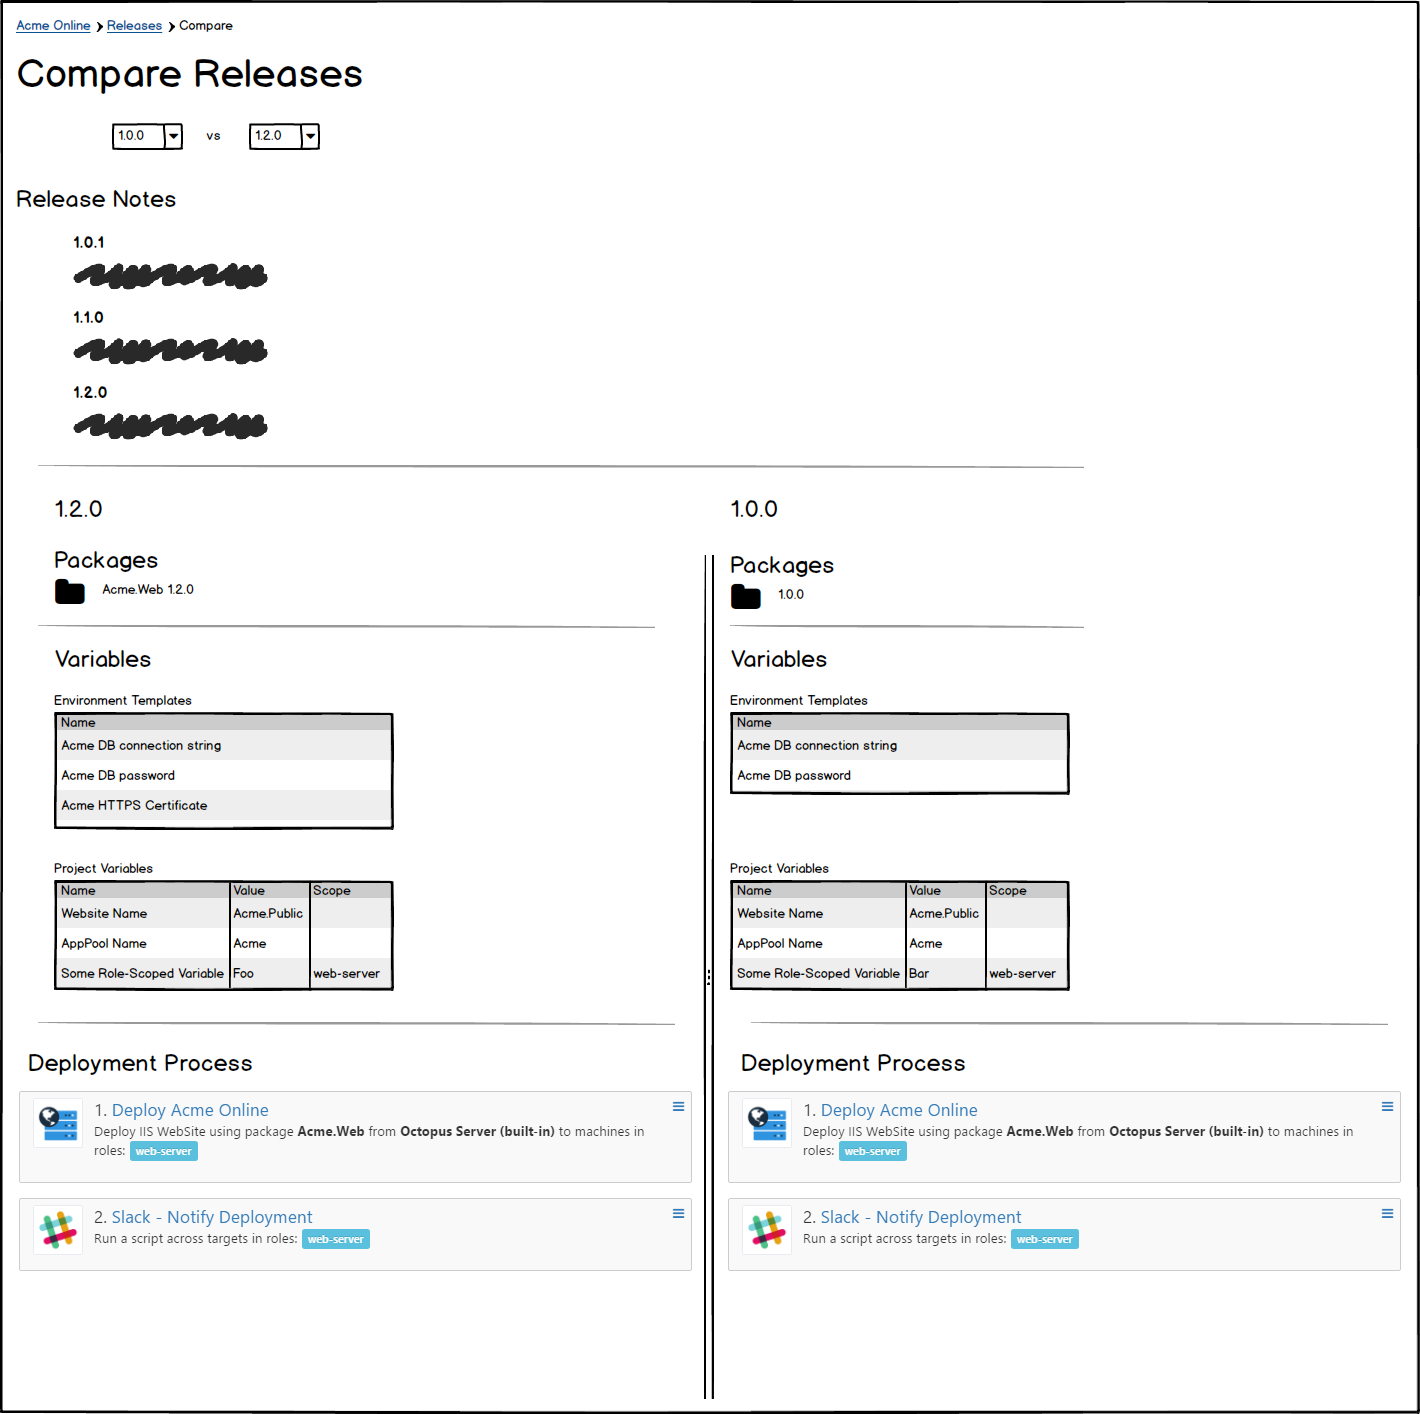 Acme Online ❯ Releases ❯ Compare
Compare Releases
1.0.0 vs 1.2.0
Release Notes
1.0.1
1.1.0
1.2.0
1.2.0
Packages
Acme.Web 1.2.0
Variables
Environment Templates
Name
Acme DB connection string
Acme DB password
Acme HTTPS Certificate
Project Variables
Name Value Scope
Website Name Acme.Public
AppPool Name Acme
Some Role-Scoped Variable Foo web-server
Deployment Process
1. Deploy Acme Online
Deploy IIS WebSite using package Acme.Web from Octopus Server (built-in) to machines in
roles: web-server
2. Slack - Notify Deployment
Run a script across targets in roles: web-server
1.0.0
Packages
1.0.0
Variables
Environment Templates
Name
Acme DB connection string
Acme DB password
Project Variables
Name Value Scope
Website Name Acme.Public
AppPool Name Acme
Some Role-Scoped Variable Bar web-server
Deployment Process
1. Deploy Acme Online
Deploy IIS WebSite using package Acme.Web from Octopus Server (built-in) to machines in
roles: web-server
2. Slack - Notify Deployment
Run a script across targets in roles: web-server